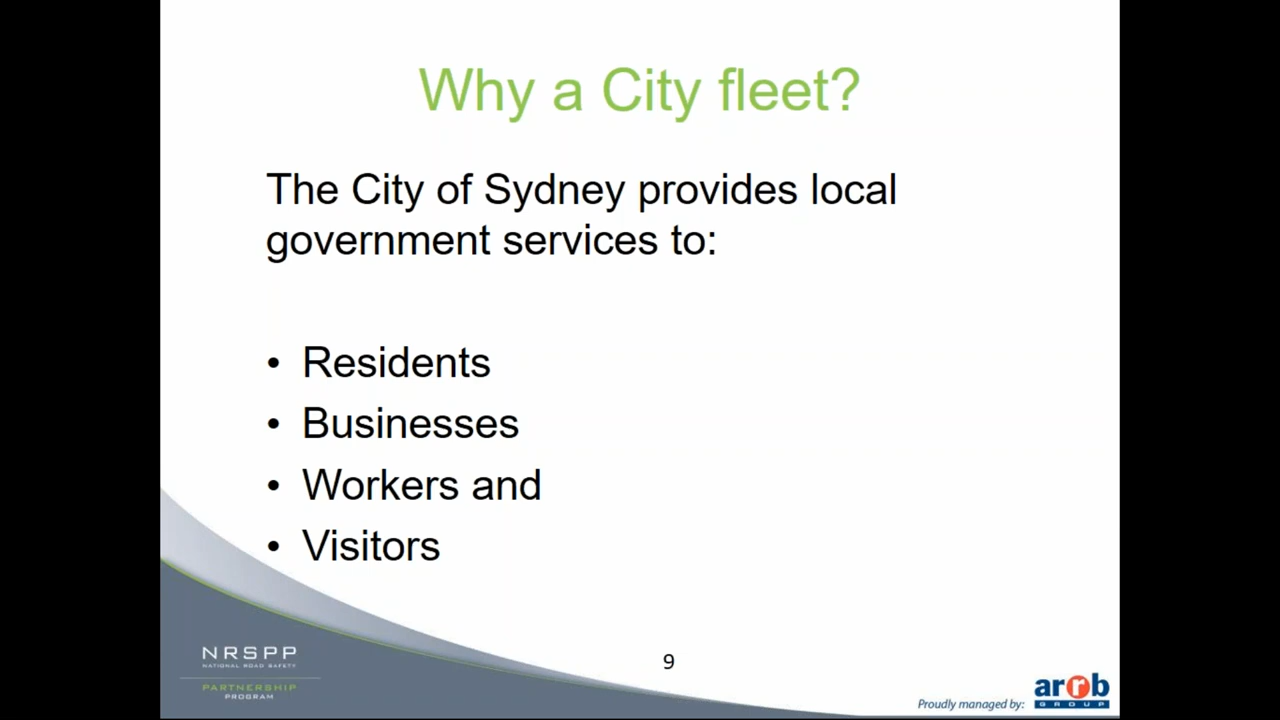 Why a City fleet?
The City of Sydney provides local
government services to:
• Residents
• Businesses
• Workers and
• Visitors
NRSPP
NATIONAL ROAD SAFETY
PARTNERSHIP
PROGRAM
9
Proudly managed by:
arrb
GROUP